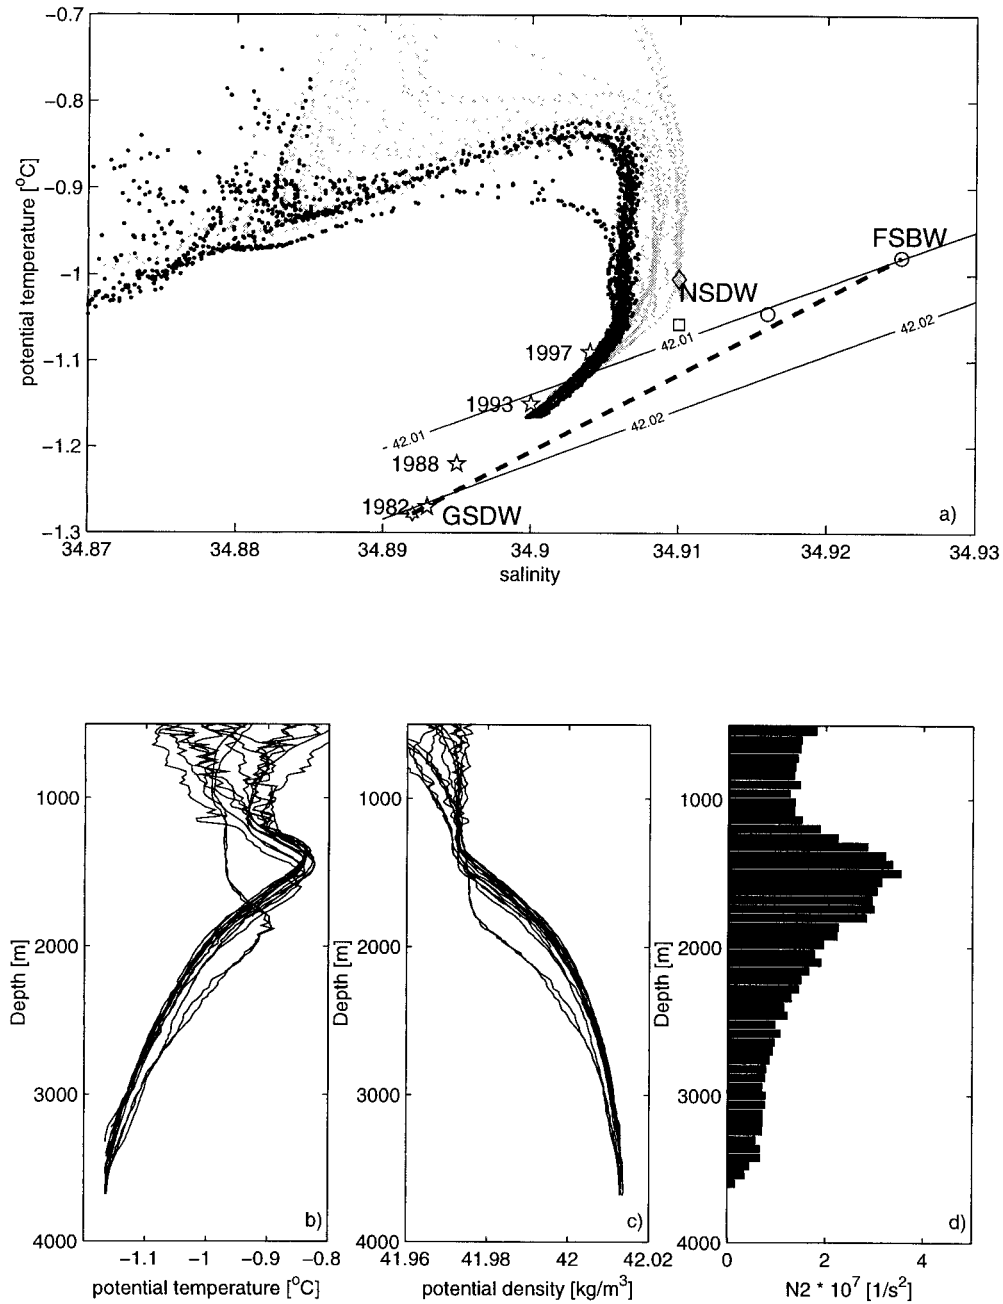 −0.7
−0.8
−0.9
−1
−1.1
−1.2
−1.3
potential temperature [°C]
FSBW
NSDW
42.01
42.02
1997
1993
42.01
42.02
1988
1982
GSDW
a)
34.87 34.88 34.89 34.9 34.91 34.92 34.93
salinity
1000
2000
3000
4000
Depth [m]
b)
−1.1 −1 −0.9 −0.8
potential temperature [°C]
1000
2000
3000
4000
Depth [m]
c)
41.96 41.98 42 42.02
potential density [kg/m³]
1000
2000
3000
4000
Depth [m]
d)
0 2 4
N2 * 10⁷ [1/s²]